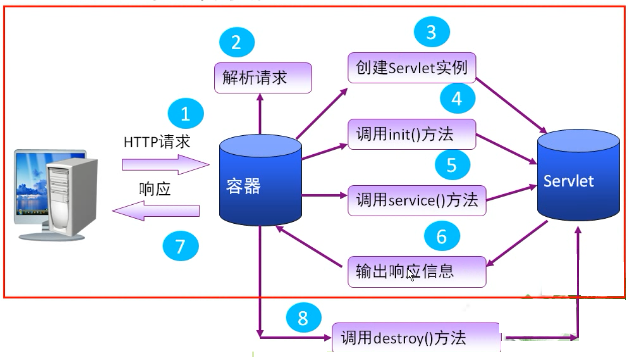 2
3
解析请求
创建Servlet实例
1
4
HTTP请求
调用init()方法
5
响应
容器
Servlet
调用service()方法
6
7
输出响应信息
8
调用destroy()方法